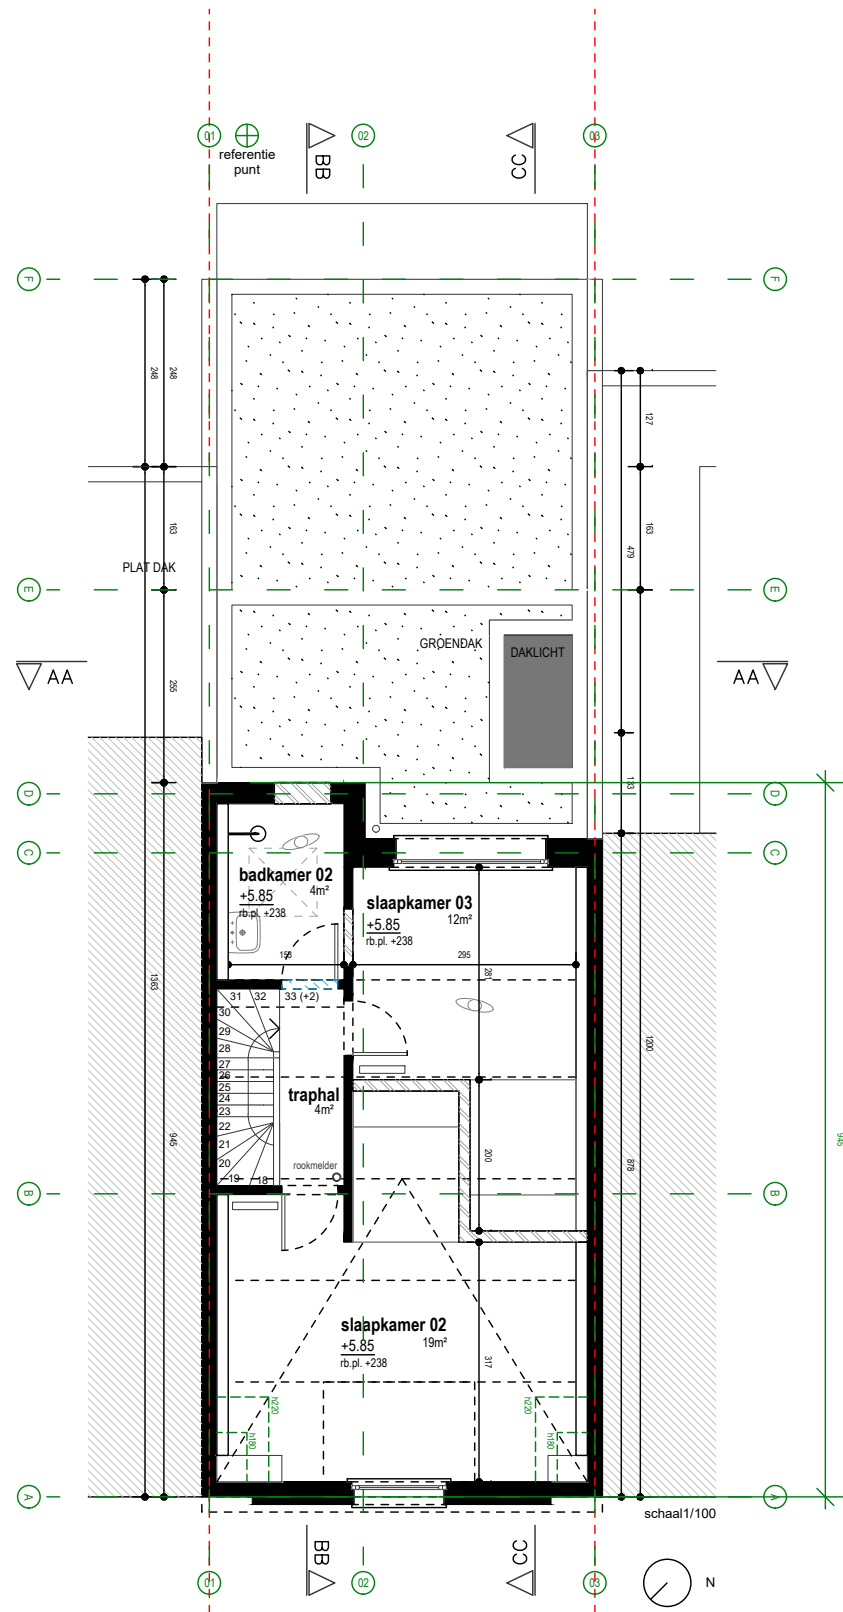 01
02
03
referentie
punt
BB
CC
F
F
248
248
127
163
163
479
PLAT DAK
E
E
GROENDAK
DAKLICHT
AA
AA
255
133
D
D
C
C
badkamer 02
4m²
+5.85
rb.pl. +238
slaapkamer 03
12m²
+5.85
rb.pl. +238
158
295
281
1363
31
32
33 (+2)
30
29
28
27
26
25
24
23
22
21
20
19
18
traphal
4m²
rookmelder
1200
945
945
200
878
B
B
slaapkamer 02
19m²
+5.85
rb.pl. +238
317
h220
h180
h220
h180
A
A
schaal1/100
BB
CC
01
02
03
N